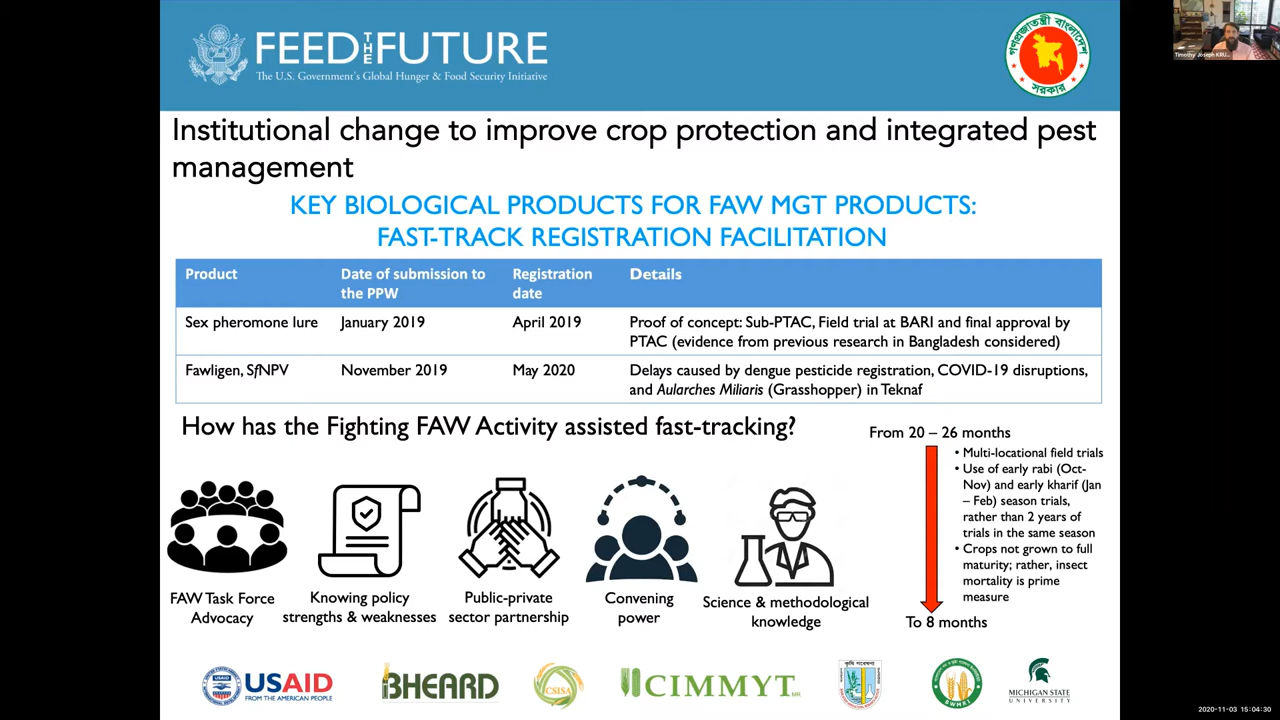 FEED THE FUTURE
The U.S. Government's Global Hunger & Food Security Initiative
গণপ্রজাতন্ত্রী বাংলাদেশ
সরকার
Timothy Joseph KRU...
Institutional change to improve crop protection and integrated pest
management
KEY BIOLOGICAL PRODUCTS FOR FAW MGT PRODUCTS:
FAST-TRACK REGISTRATION FACILITATION
Product
Date of submission to
the PPW
Registration
date
Details
Sex pheromone lure
January 2019
April 2019
Proof of concept: Sub-PTAC, Field trial at BARI and final approval by
PTAC (evidence from previous research in Bangladesh considered)
Fawligen, SfNPV
November 2019
May 2020
Delays caused by dengue pesticide registration, COVID-19 disruptions,
and Aularches Miliaris (Grasshopper) in Teknaf
How has the Fighting FAW Activity assisted fast-tracking?
FAW Task Force
Advocacy
Knowing policy
strengths & weaknesses
Public-private
sector partnership
Convening
power
Science & methodological
knowledge
From 20 – 26 months
• Multi-locational field trials
• Use of early rabi (Oct-
Nov) and early kharif (Jan
– Feb) season trials,
rather than 2 years of
trials in the same season
• Crops not grown to full
maturity; rather, insect
mortality is prime
measure
To 8 months
USAID
FROM THE AMERICAN PEOPLE
BHEARD
CSISA
CIMMYT
MR
MICHIGAN STATE
UNIVERSITY
2020-11-03 15:04:30